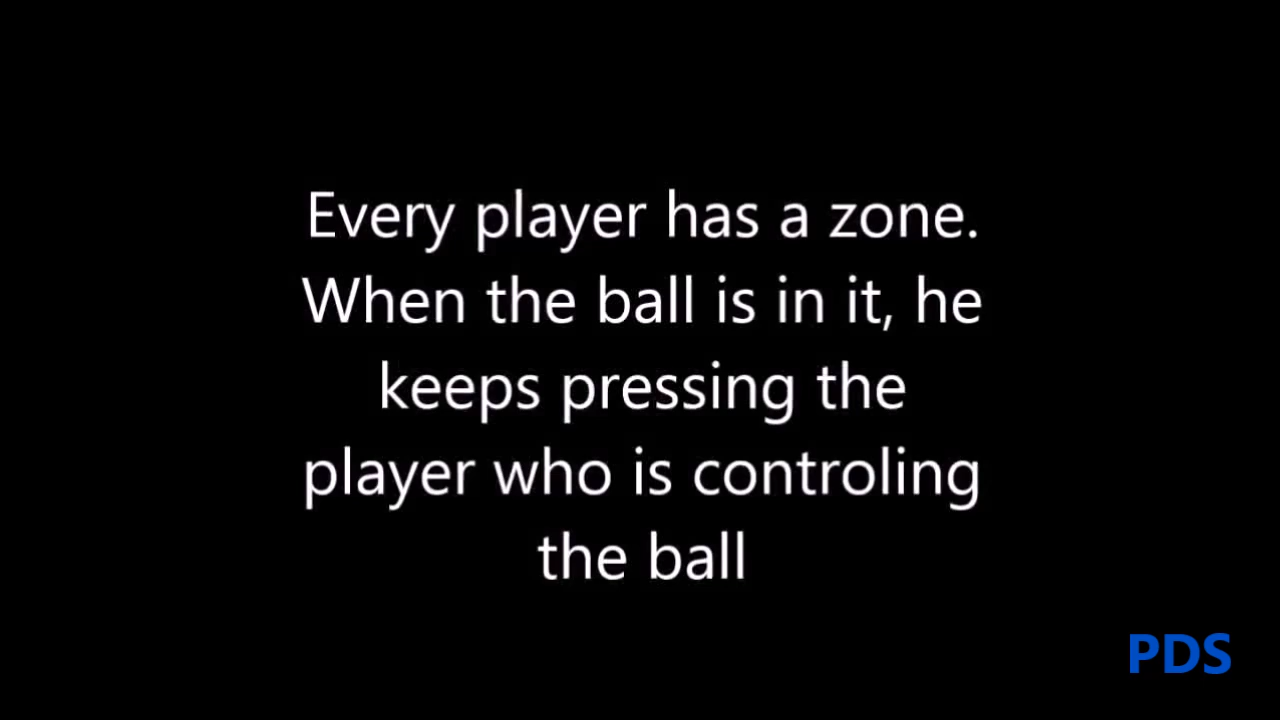 Every player has a zone.
When the ball is in it, he
keeps pressing the
player who is controling
the ball
PDS